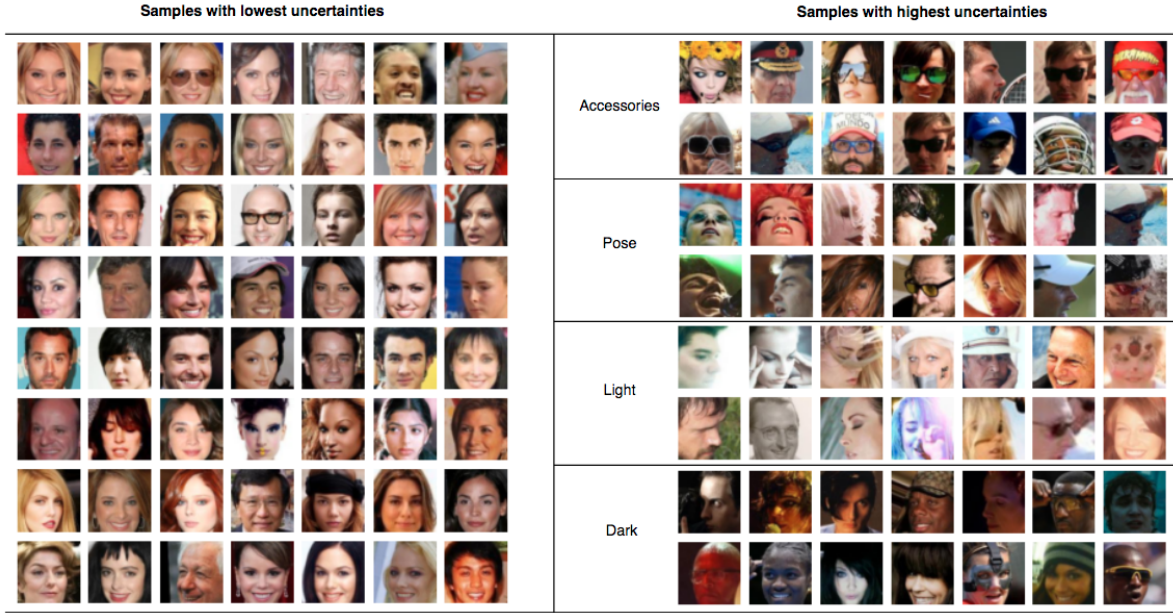 Samples with lowest uncertainties
Samples with highest uncertainties
Accessories
Pose
Light
Dark